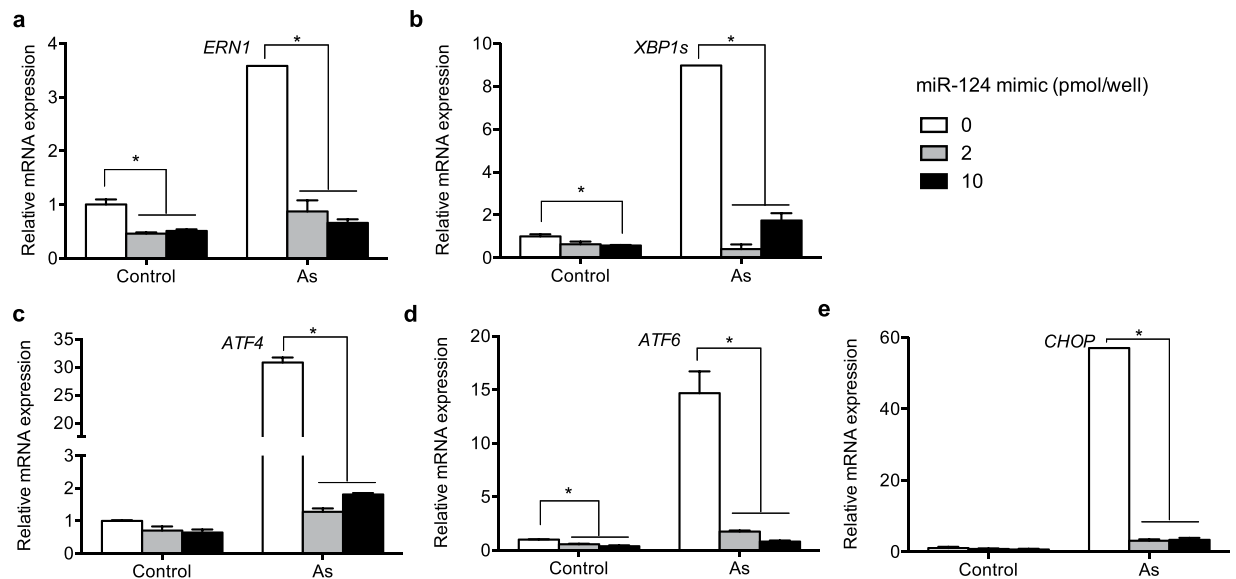 a
ERN1
*
*
Relative mRNA expression
4
3
2
1
0
Control
As
b
XBP1s
*
*
Relative mRNA expression
10
8
6
4
2
0
Control
As
miR-124 mimic (pmol/well)
0
2
10
c
ATF4
*
Relative mRNA expression
35
30
25
20
3
2
1
0
Control
As
d
ATF6
*
*
Relative mRNA expression
20
15
10
5
0
Control
As
e
CHOP
*
Relative mRNA expression
60
40
20
0
Control
As